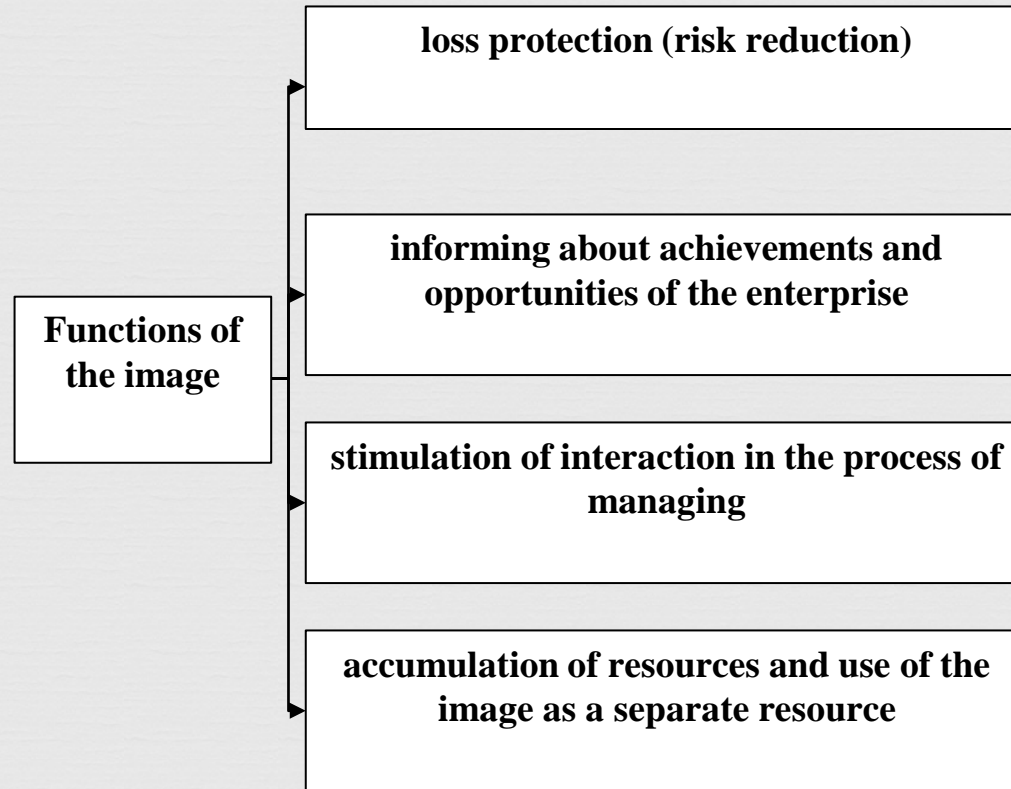 loss protection (risk reduction)
informing about achievements and
opportunities of the enterprise
Functions of
the image
stimulation of interaction in the process of
managing
accumulation of resources and use of the
image as a separate resource